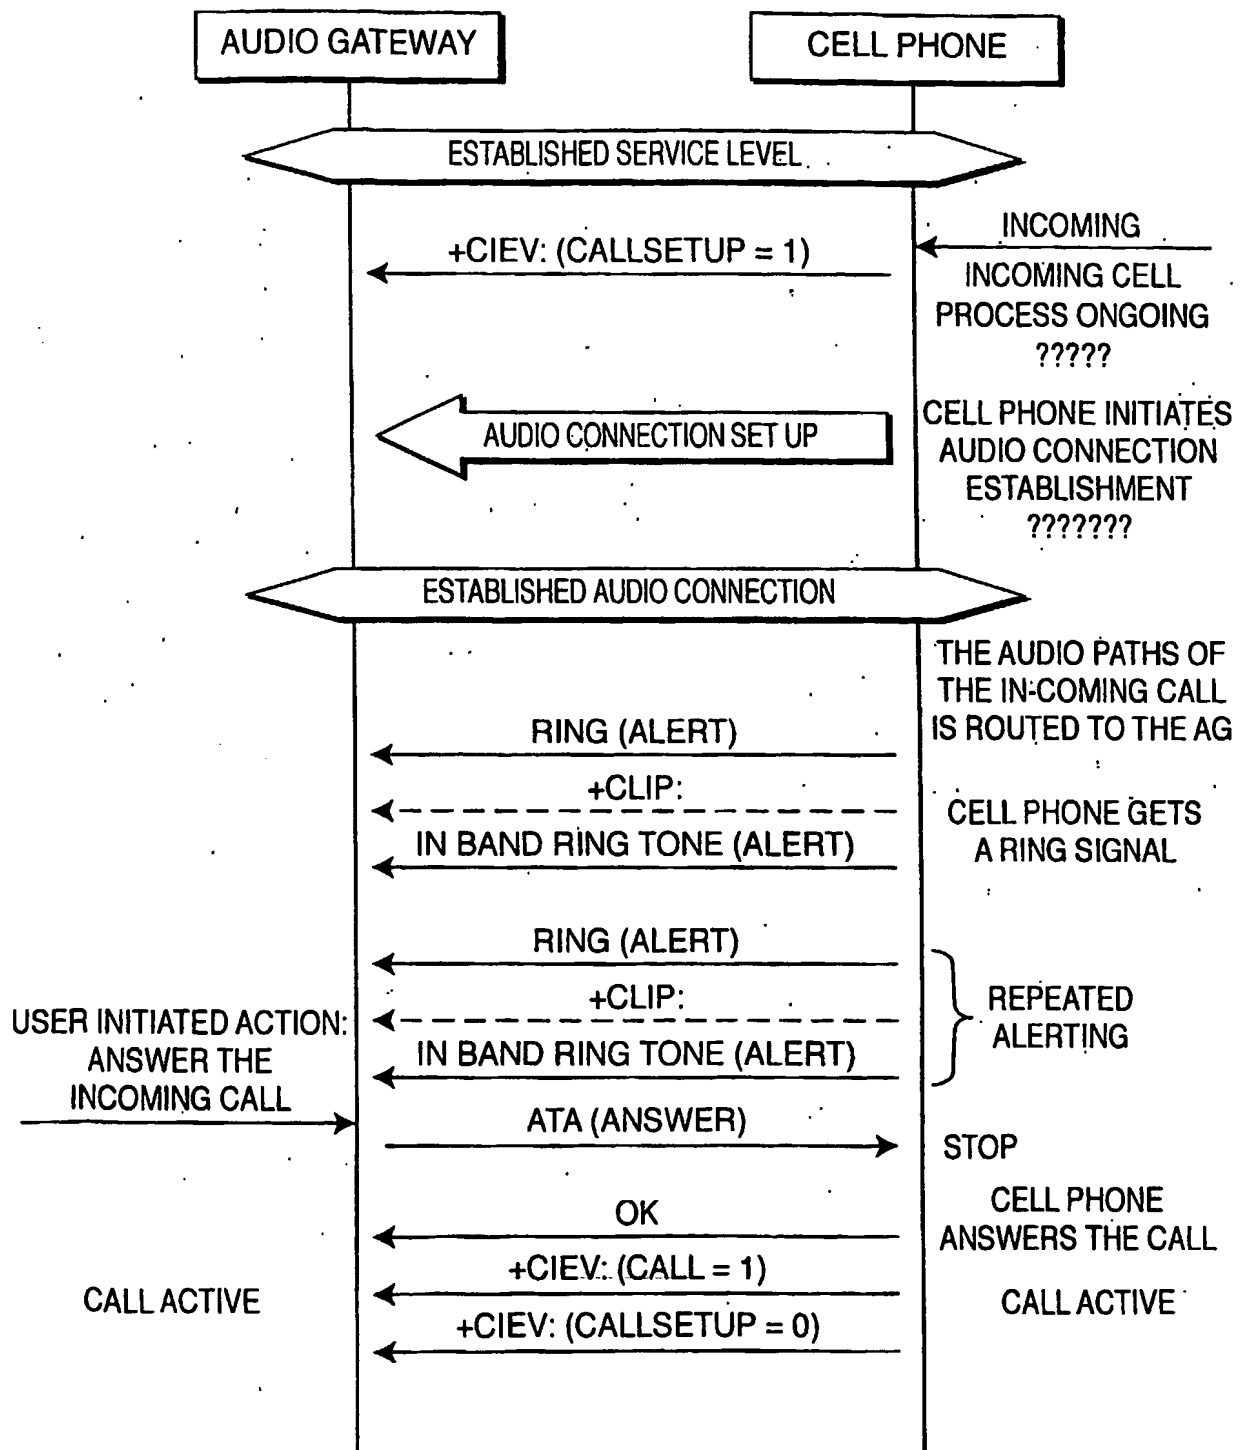 AUDIO GATEWAY
CELL PHONE
ESTABLISHED SERVICE LEVEL
INCOMING
+CIEV: (CALLSETUP = 1)
INCOMING CELL
PROCESS ONGOING
?????
CELL PHONE INITIATES
AUDIO CONNECTION
ESTABLISHMENT
???????
AUDIO CONNECTION SET UP
ESTABLISHED AUDIO CONNECTION
THE AUDIO PATHS OF
THE IN-COMING CALL
IS ROUTED TO THE AG
RING (ALERT)
+CLIP:
IN BAND RING TONE (ALERT)
CELL PHONE GETS
A RING SIGNAL
RING (ALERT)
+CLIP:
IN BAND RING TONE (ALERT)
REPEATED
ALERTING
USER INITIATED ACTION:
ANSWER THE
INCOMING CALL
ATA (ANSWER)
STOP
OK
CELL PHONE
ANSWERS THE CALL
+CIEV: (CALL = 1)
CALL ACTIVE
CALL ACTIVE
+CIEV: (CALLSETUP = 0)